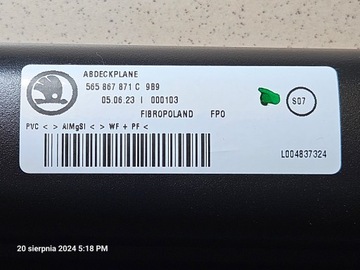 ABDECKPLANE
565 867 871 C 9B9
05.06.23 | 000103
FIBROPOLAND FPO
S07
PVC < > AlMgSI < > WF + PF <
L004837324
20 sierpnia 2024 5:18 PM